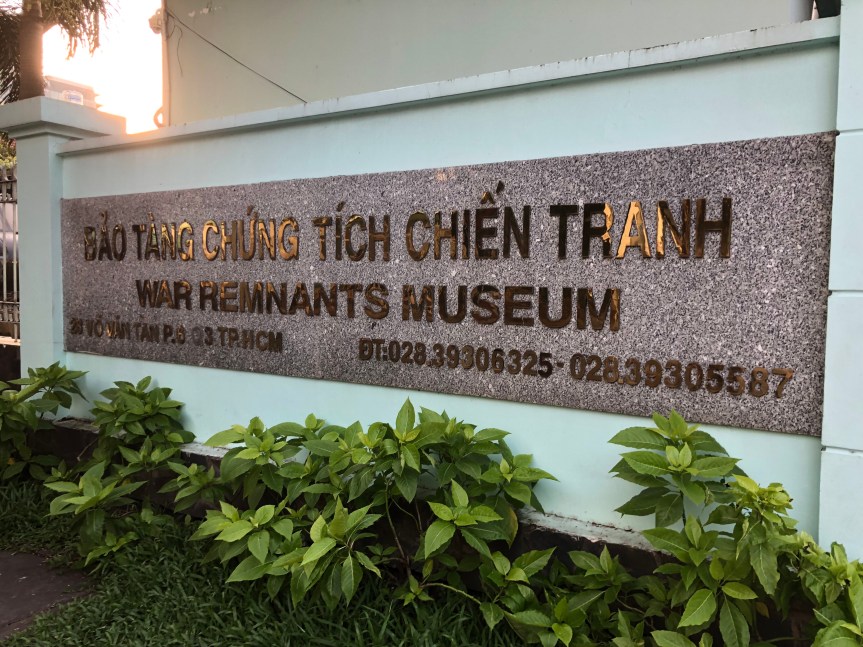 BẢO TÀNG CHỨNG TÍCH CHIẾN TRANH
WAR REMNANTS MUSEUM
28 VÕ VĂN TẦN P.6 Q3 TP.HCM ĐT:028.39306325 - 028.39305587